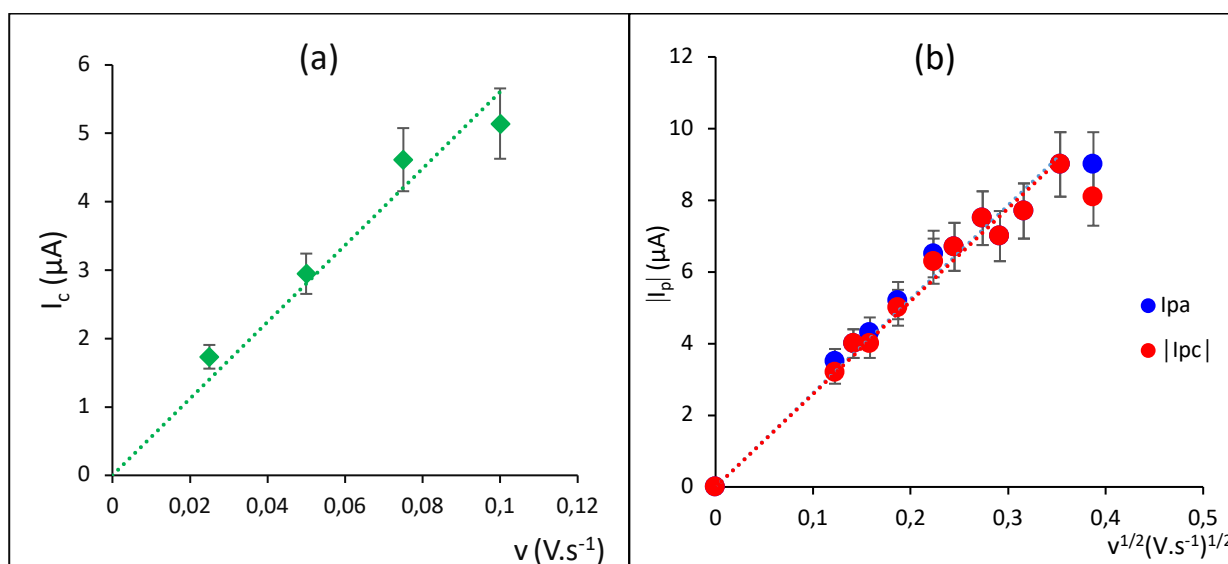 (a)
6
5
4
3
2
1
0
I_c (µA)
0 0,02 0,04 0,06 0,08 0,1 0,12
v (V.s⁻¹)
(b)
12
10
8
6
4
2
0
|I_p| (µA)
0 0,1 0,2 0,3 0,4 0,5
v^{1/2}(V.s⁻¹)^{1/2}
Ipa
|Ipc|